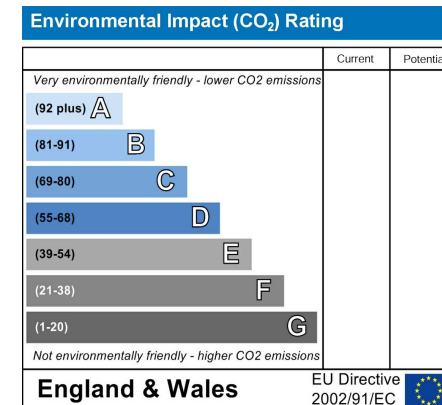 Environmental Impact (CO₂) Rating
Current Potentia
Very environmentally friendly - lower CO2 emissions
(92 plus) A
(81-91) B
(69-80) C
(55-68) D
(39-54) E
(21-38) F
(1-20) G
Not environmentally friendly - higher CO2 emissions
England & Wales
EU Directive
2002/91/EC